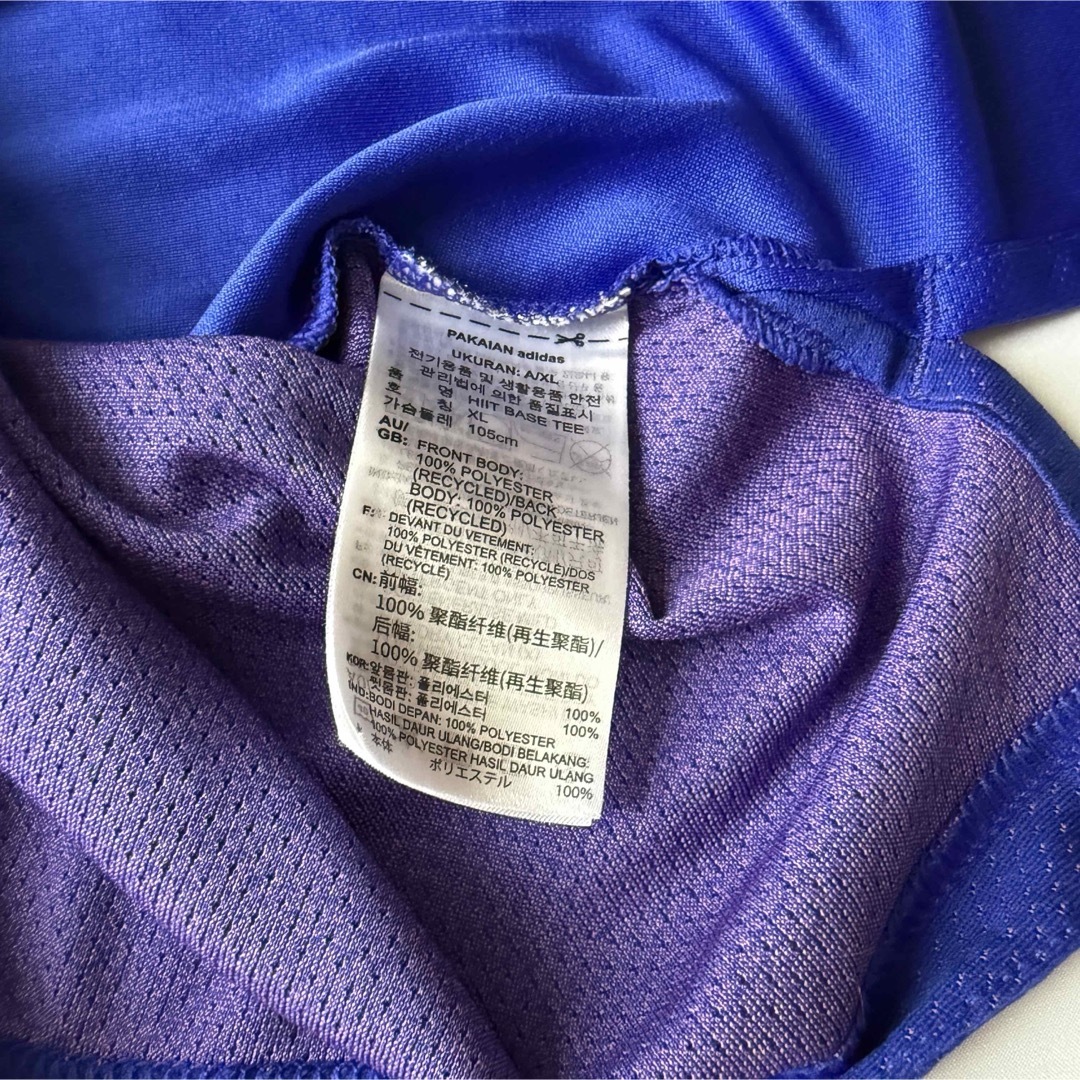 PAKAIAN adidas
UKURAN: A/XL
전기용품 및 생활용품 안전
관리법에 의한 품질표시
품 명 HIIT BASE TEE
호 칭 XL
가슴둘레 105cm
AU/
GB: FRONT BODY:
100% POLYESTER
(RECYCLED)/BACK
BODY: 100% POLYESTER
(RECYCLED)
F: DEVANT DU VETEMENT:
100% POLYESTER (RECYCLÉ)/DOS
DU VÊTEMENT: 100% POLYESTER
(RECYCLÉ)
CN: 前幅:
100% 聚酯纤维(再生聚酯)/
后幅:
100% 聚酯纤维(再生聚酯)
KOR: 앞몸판: 폴리에스터 100%
뒷몸판: 폴리에스터 100%
IND: BODI DEPAN: 100% POLYESTER
HASIL DAUR ULANG/BODI BELAKANG:
100% POLYESTER HASIL DAUR ULANG
* 本体
ポリエステル 100%